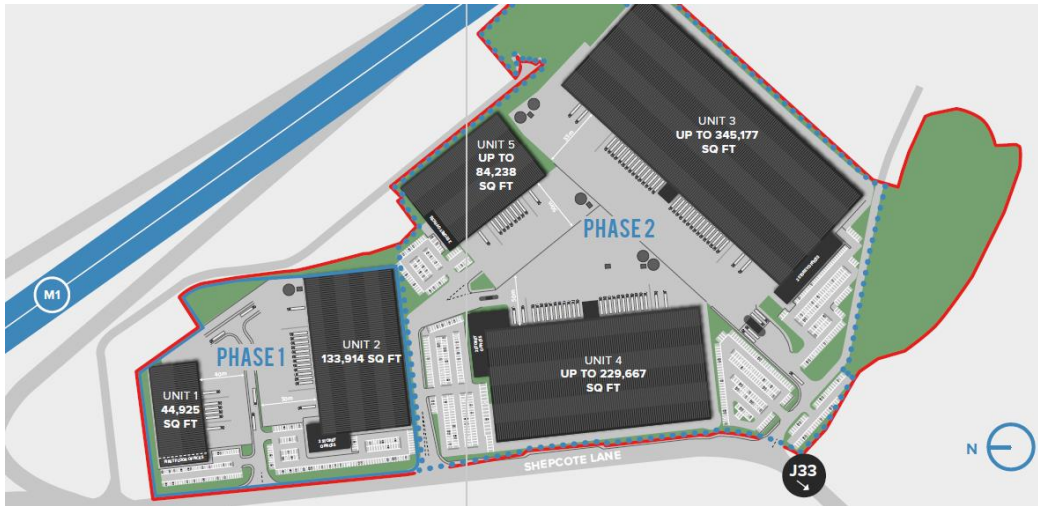 UNIT 3
UP TO 345,177
SQ FT
UNIT 5
UP TO
84,238
SQ FT
PHASE 2
M1
UNIT 2
133,914 SQ FT
PHASE 1
UNIT 4
UP TO 229,667
SQ FT
UNIT 1
44,925
SQ FT
50m
N
SHEPCOTE LANE
J33